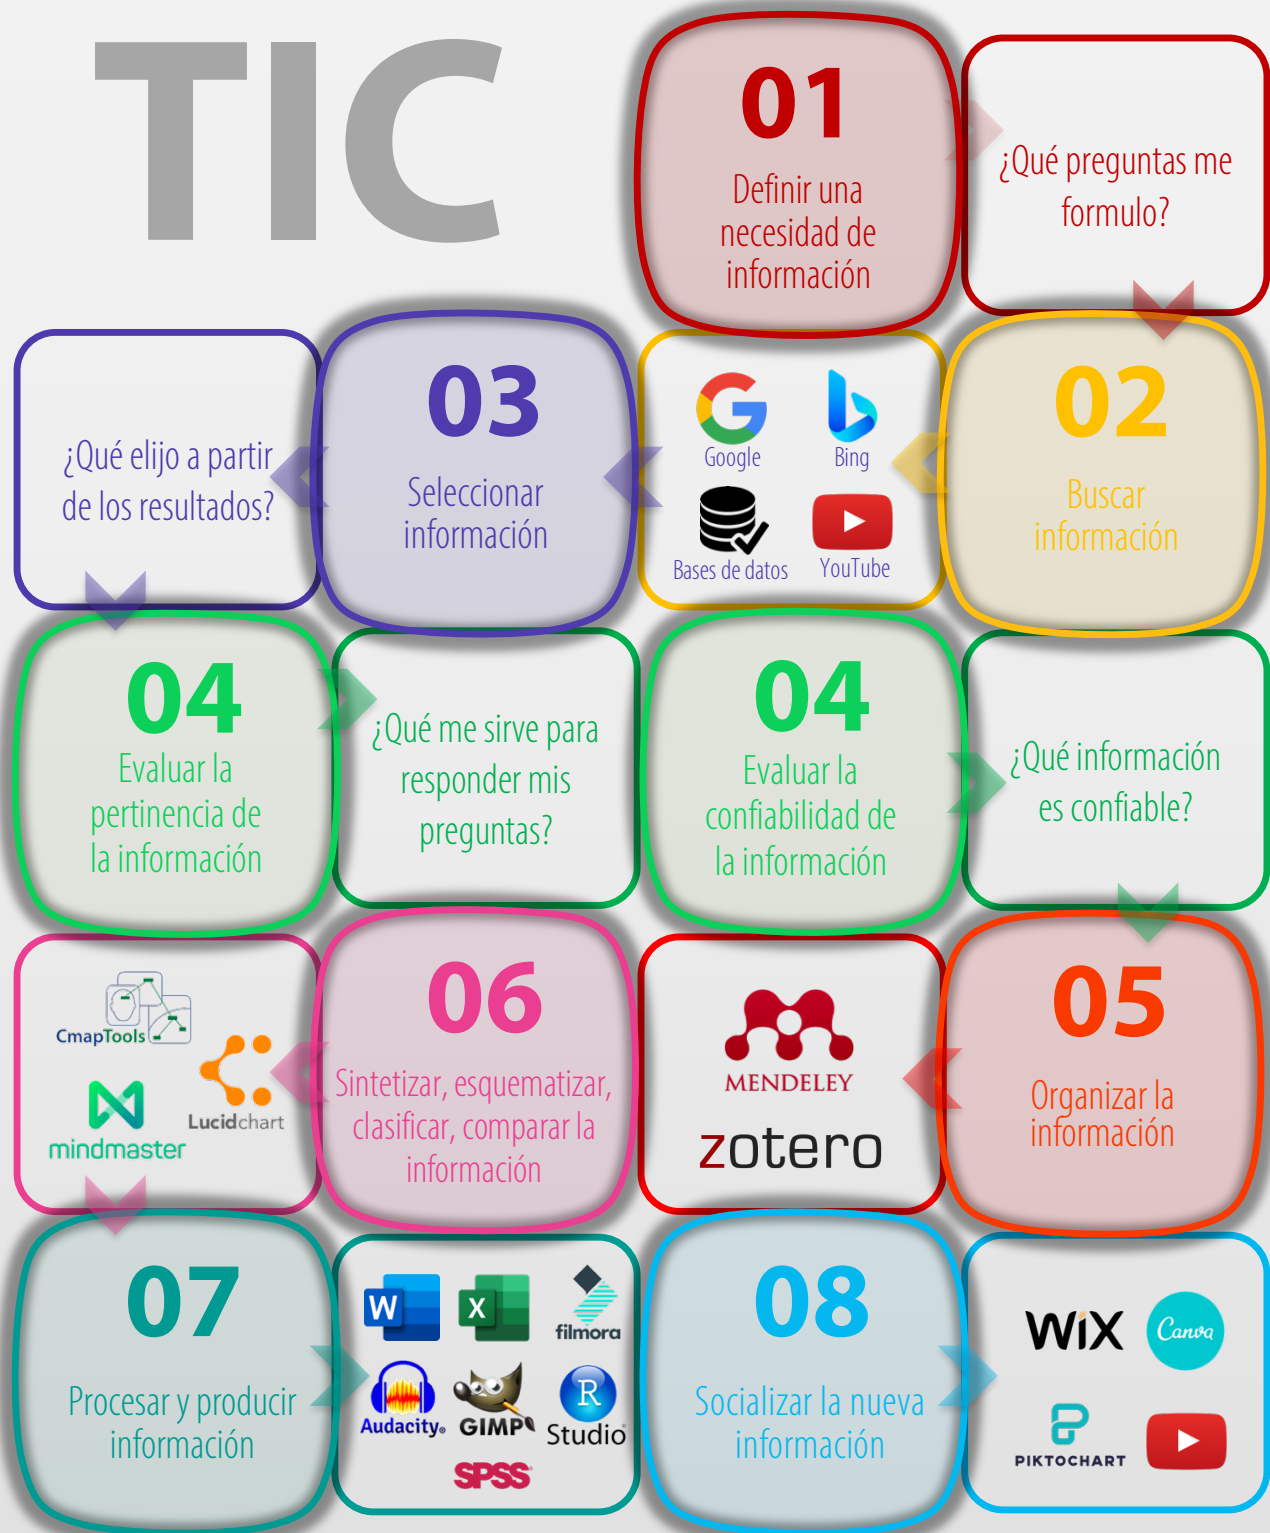 TIC
01
Definir una
necesidad de
información
¿Qué preguntas me
formulo?
02
Buscar
información
Google
Bing
Bases de datos
YouTube
03
Seleccionar
información
¿Qué elijo a partir
de los resultados?
04
Evaluar la
pertinencia de
la información
¿Qué me sirve para
responder mis
preguntas?
04
Evaluar la
confiabilidad de
la información
¿Qué información
es confiable?
05
Organizar la
información
MENDELEY
zotero
06
Sintetizar, esquematizar,
clasificar, comparar la
información
CmapTools
Lucidchart
mindmaster
07
Procesar y producir
información
W
X
filmora
Audacity®
GIMP
R
Studio
SPSS
08
Socializar la nueva
información
WiX
Canva
PIKTOCHART